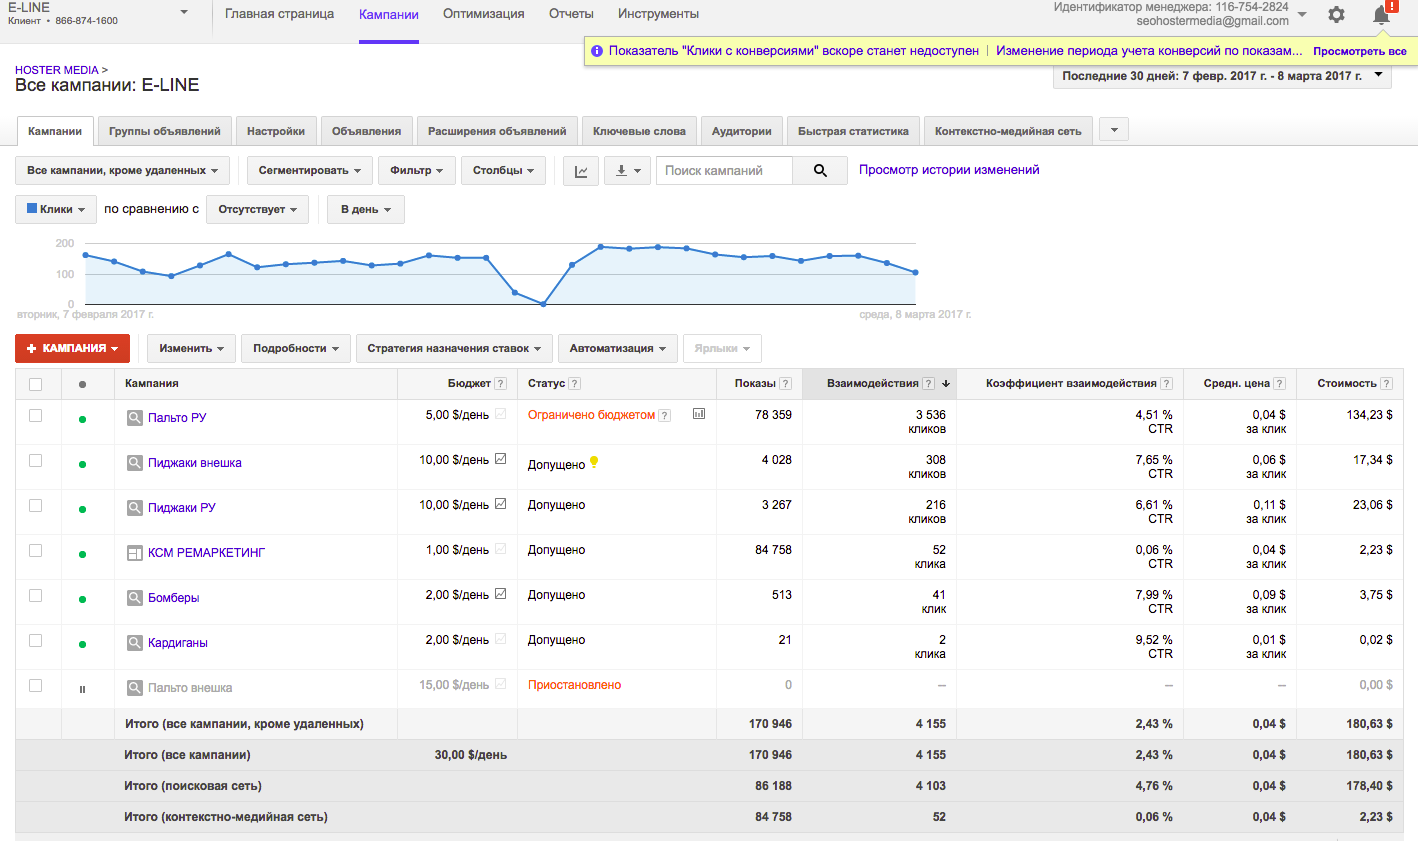 E-LINE
Клиент • 866-874-1600
Главная страница Кампании Оптимизация Отчеты Инструменты
Идентификатор менеджера: 116-754-2824
seohostermedia@gmail.com
!
Показатель "Клики с конверсиями" вскоре станет недоступен | Изменение периода учета конверсий по показам... Просмотреть все
HOSTER MEDIA >
Все кампании: E-LINE
Последние 30 дней: 7 февр. 2017 г. - 8 марта 2017 г.
Кампании Группы объявлений Настройки Объявления Расширения объявлений Ключевые слова Аудитории Быстрая статистика Контекстно-медийная сеть
Все кампании, кроме удаленных Сегментировать Фильтр Столбцы Поиск кампаний Просмотр истории изменений
Клики по сравнению с Отсутствует В день
200
100
0
вторник, 7 февраля 2017 г. среда, 8 марта 2017 г.
+ КАМПАНИЯ Изменить Подробности Стратегия назначения ставок Автоматизация Ярлыки
Кампания Бюджет ? Статус ? Показы ? Взаимодействия ? Коэффициент взаимодействия ? Средн. цена ? Стоимость ?
Пальто РУ 5,00 $/день Ограничено бюджетом ? 78 359 3 536 4,51 % 0,04 $ 134,23 $
кликов CTR за клик
Пиджаки внешка 10,00 $/день Допущено 4 028 308 7,65 % 0,06 $ 17,34 $
кликов CTR за клик
Пиджаки РУ 10,00 $/день Допущено 3 267 216 6,61 % 0,11 $ 23,06 $
кликов CTR за клик
КСМ РЕМАРКЕТИНГ 1,00 $/день Допущено 84 758 52 0,06 % 0,04 $ 2,23 $
клика CTR за клик
Бомберы 2,00 $/день Допущено 513 41 7,99 % 0,09 $ 3,75 $
клик CTR за клик
Кардиганы 2,00 $/день Допущено 21 2 9,52 % 0,01 $ 0,02 $
клика CTR за клик
Пальто внешка 15,00 $/день Приостановлено 0 – – – 0,00 $
Итого (все кампании, кроме удаленных) 170 946 4 155 2,43 % 0,04 $ 180,63 $
Итого (все кампании) 30,00 $/день 170 946 4 155 2,43 % 0,04 $ 180,63 $
Итого (поисковая сеть) 86 188 4 103 4,76 % 0,04 $ 178,40 $
Итого (контекстно-медийная сеть) 84 758 52 0,06 % 0,04 $ 2,23 $